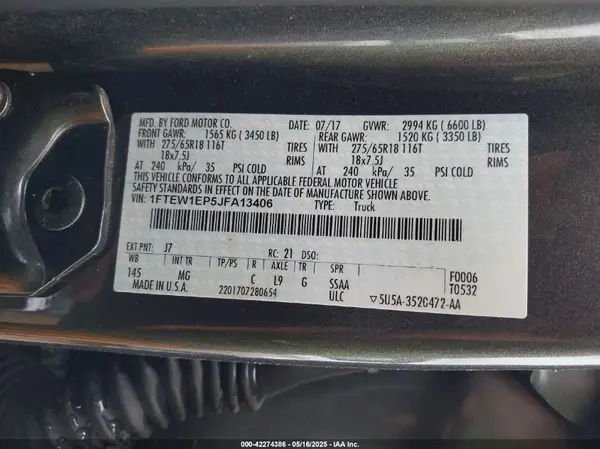 MFD. BY FORD MOTOR CO. DATE: 07/17 GVWR: 2994 KG ( 6600 LB)
FRONT GAWR: 1565 KG ( 3450 LB) REAR GAWR: 1520 KG ( 3350 LB)
WITH 275/65R18 116T WITH 275/65R18 116T
18x7.5J RIMS 18x7.5J RIMS
AT 240 kPa/ 35 PSI COLD AT 240 kPa/ 35 PSI COLD
THIS VEHICLE CONFORMS TO ALL APPLICABLE FEDERAL MOTOR VEHICLE
SAFETY STANDARDS IN EFFECT ON THE DATE OF MANUFACTURE SHOWN ABOVE.
VIN: 1FTEW1EP5JFA13406 TYPE: Truck
EXT PNT: J7 RC: 21 DSO:
WB INT TR TP/PS R AXLE TR SPR
145 MG C L9 G SSAA F0006
ULC T0532
MADE IN U.S.A. 2201707280654 5U5A-3520472-AA
000-42274386 - 05/16/2025 - IAA Inc.